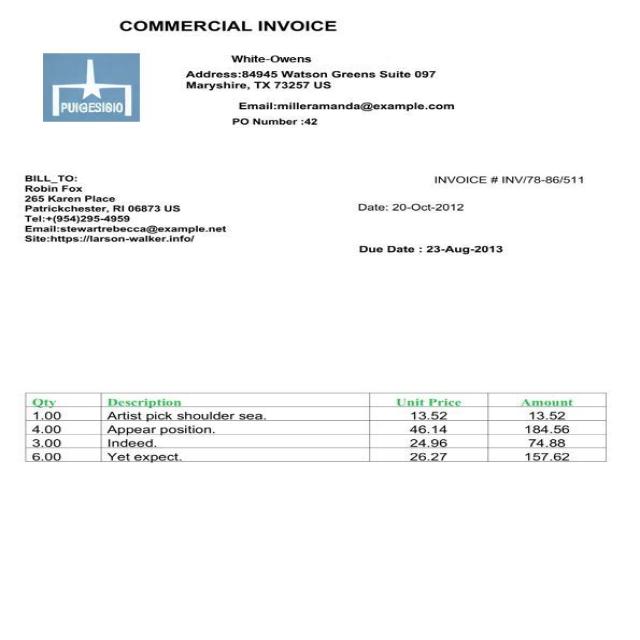 COMMERCIAL INVOICE
White-Owens
Address:84945 Watson Greens Suite 097
Maryshire, TX 73257 US
PUIGESIGIO
Email:milleramanda@example.com
PO Number :42
BILL_TO:
Robin Fox
265 Karen Place
Patrickchester, RI 06873 US
Tel:+(954)295-4959
Email:stewartrebecca@example.net
Site:https://larson-walker.info/
INVOICE # INV/78-86/511
Date: 20-Oct-2012
Due Date : 23-Aug-2013
Qty Description Unit Price Amount
1.00 Artist pick shoulder sea. 13.52 13.52
4.00 Appear position. 46.14 184.56
3.00 Indeed. 24.96 74.88
6.00 Yet expect. 26.27 157.62